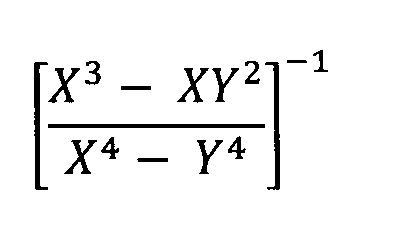 [X³ − XY² / X⁴ − Y⁴]⁻¹